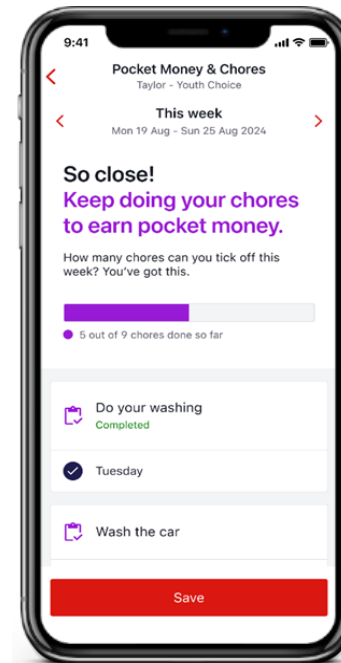 9:41
Pocket Money & Chores
Taylor - Youth Choice
This week
Mon 19 Aug - Sun 25 Aug 2024
So close!
Keep doing your chores
to earn pocket money.
How many chores can you tick off this
week? You've got this.
5 out of 9 chores done so far
Do your washing
Completed
Tuesday
Wash the car
Save